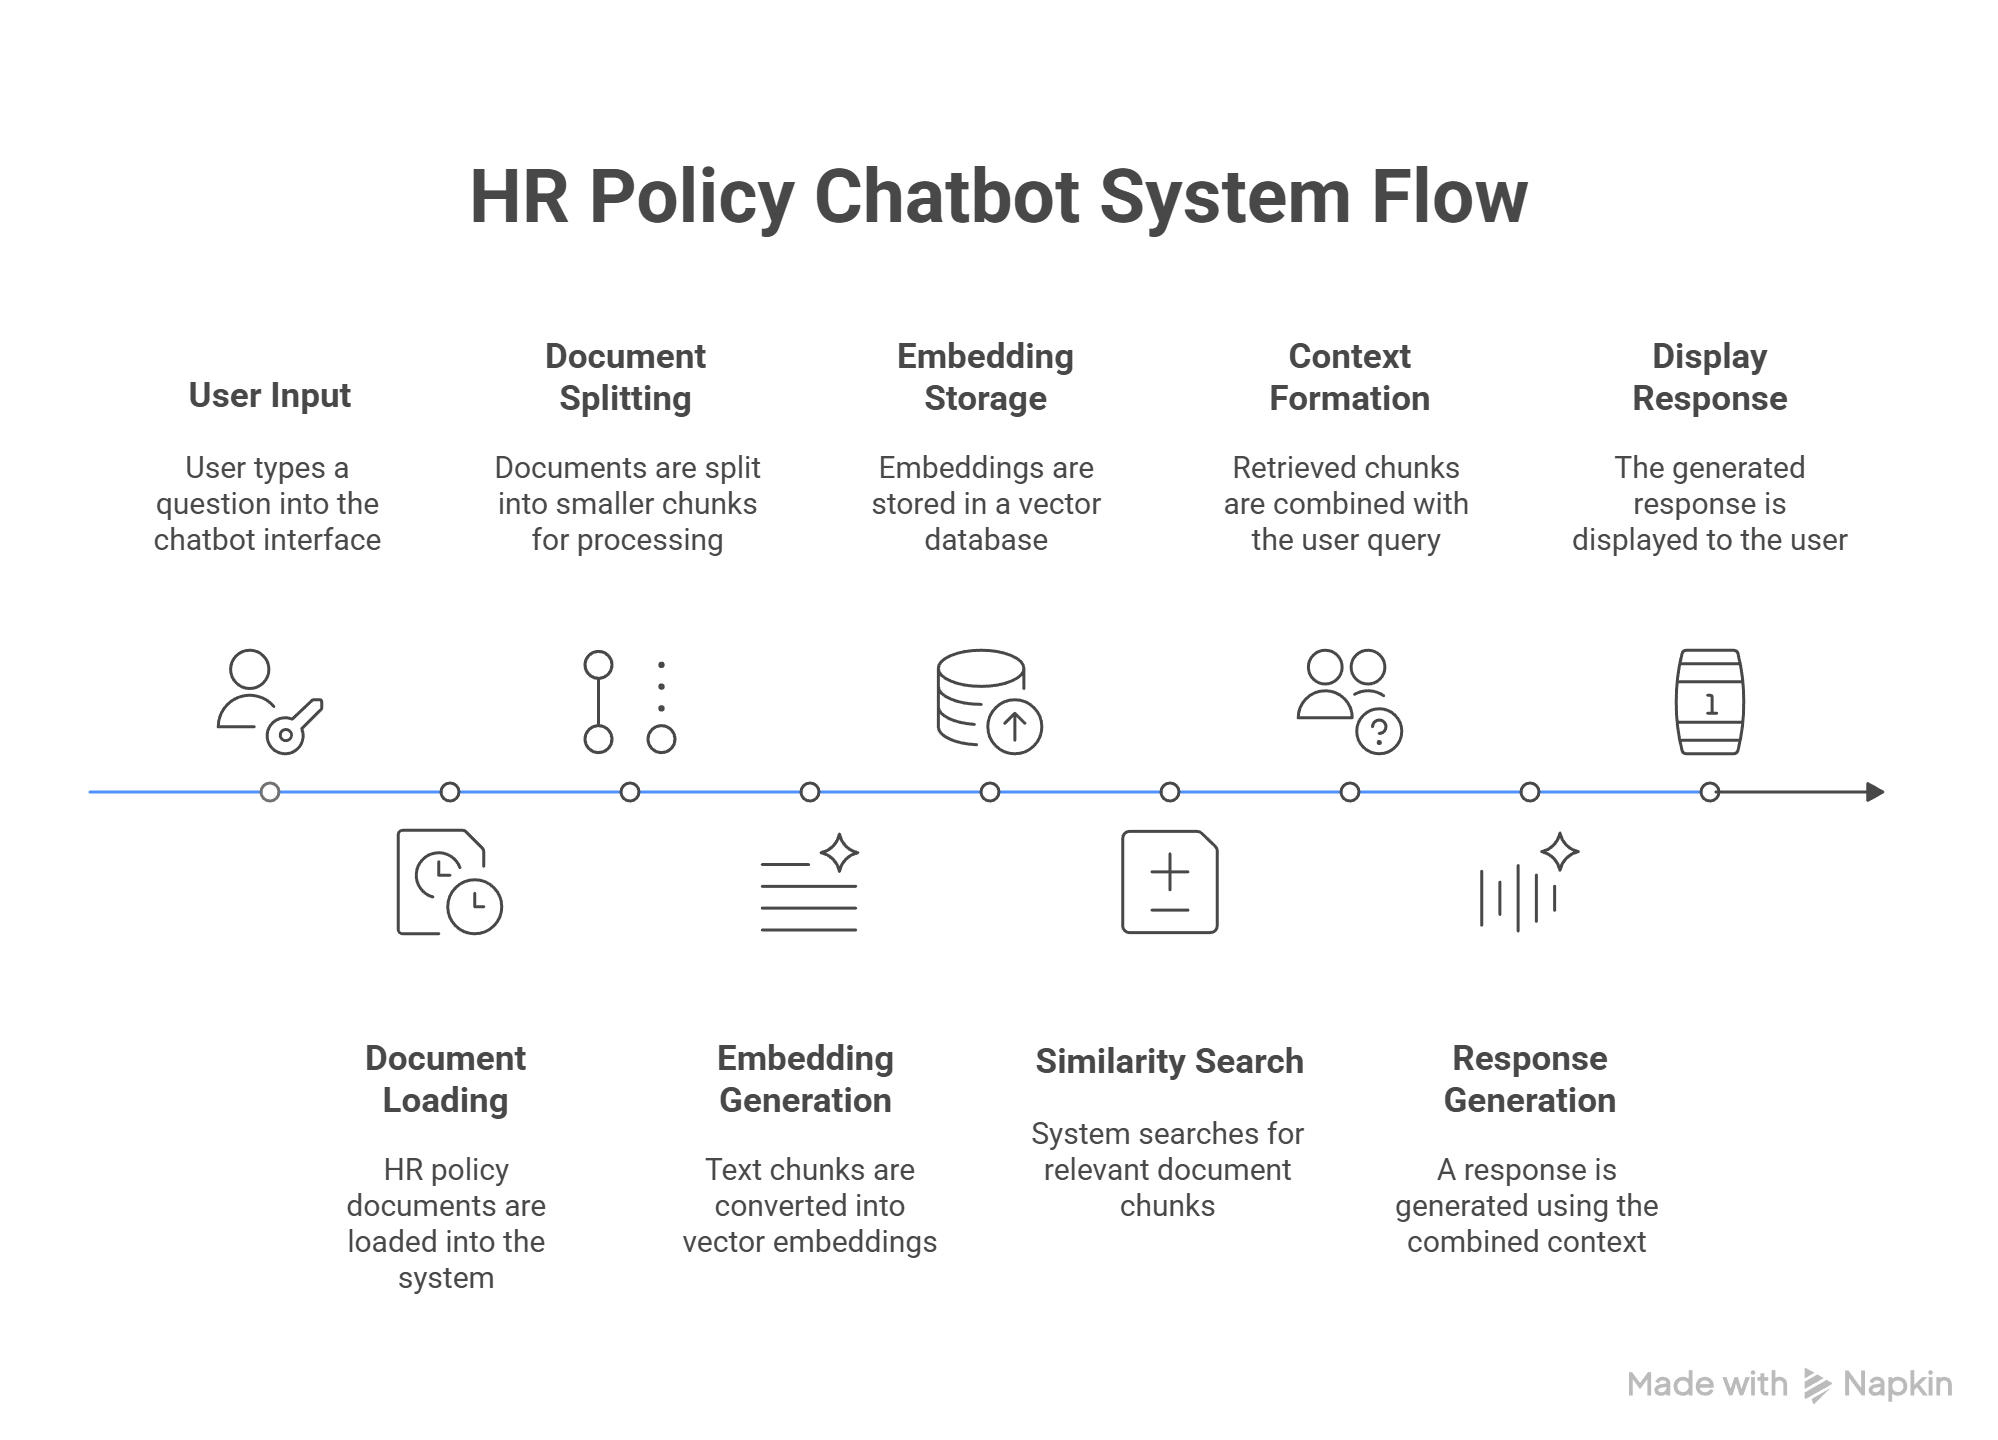 HR Policy Chatbot System Flow
User Input
User types a
question into the
chatbot interface
Document
Loading
HR policy
documents are
loaded into the
system
Document
Splitting
Documents are split
into smaller chunks
for processing
Embedding
Generation
Text chunks are
converted into
vector embeddings
Embedding
Storage
Embeddings are
stored in a vector
database
Similarity Search
System searches for
relevant document
chunks
Context
Formation
Retrieved chunks
are combined with
the user query
?
Response
Generation
A response is
generated using the
combined context
Display
Response
The generated
response is
displayed to the user
1
Made with Napkin